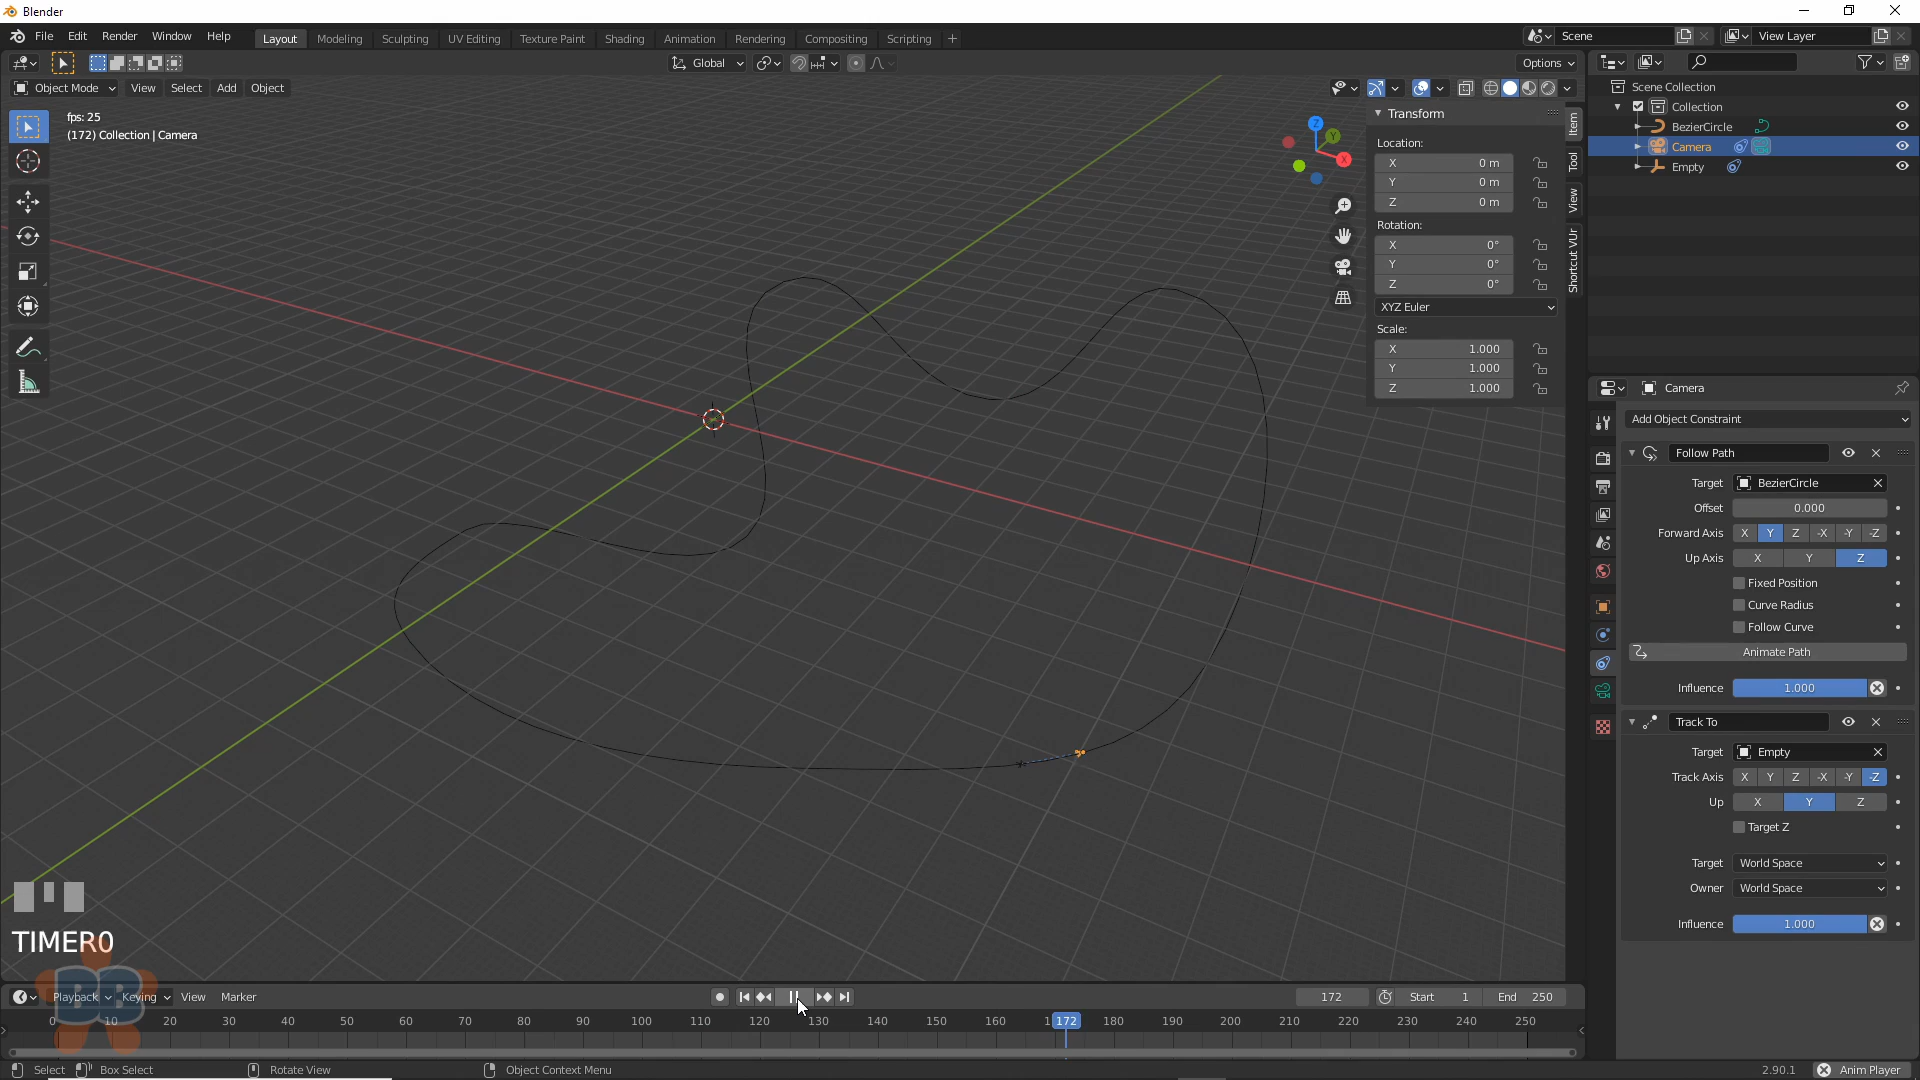 Blender
File Edit Render Window Help
Layout Modeling Sculpting UV Editing Texture Paint Shading Animation Rendering Compositing Scripting +
Scene
View Layer
Global
Options
Object Mode View Select Add Object
fps: 25
(172) Collection | Camera
Z
Y
X
Transform
Location:
X 0 m
Y 0 m
Z 0 m
Rotation:
X 0°
Y 0°
Z 0°
XYZ Euler
Scale:
X 1.000
Y 1.000
Z 1.000
Item
Tool
View
Shortcut VUr
Scene Collection
Collection
BezierCircle
Camera
Empty
Camera
Add Object Constraint
Follow Path
Target BezierCircle
Offset 0.000
Forward Axis X Y Z -X -Y -Z
Up Axis X Y Z
Fixed Position
Curve Radius
Follow Curve
Animate Path
Influence 1.000
Track To
Target Empty
Track Axis X Y Z -X -Y -Z
Up X Y Z
Target Z
Target World Space
Owner World Space
Influence 1.000
TIMER0
BB
Playback Keying View Marker
172
Start 1 End 250
0 10 20 30 40 50 60 70 80 90 100 110 120 130 140 150 160 1 172 180 190 200 210 220 230 240 250
Select Box Select Rotate View Object Context Menu
2.90.1 Anim Player